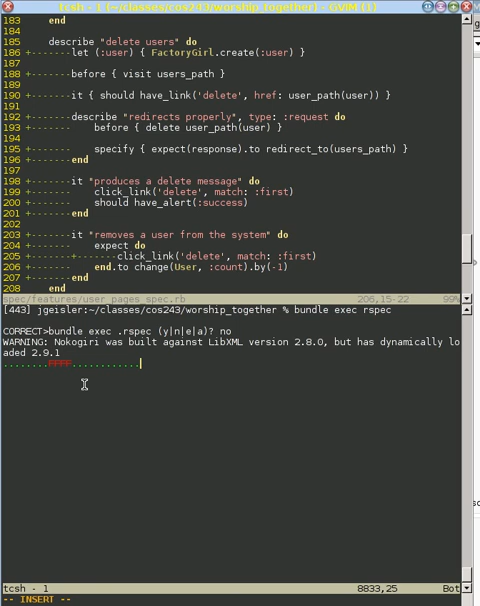 tcsh - 1 (~/classes/cos243/worship_together) - GVIM (1)
183     end
184
185     describe "delete users" do
186 +-------let (:user) { FactoryGirl.create(:user) }
187
188 +-------before { visit users_path }
189
190 +-------it { should have_link('delete', href: user_path(user)) }
191
192 +-------describe "redirects properly", type: :request do
193 +-------    before { delete user_path(user) }
194
195 +-------    specify { expect(response).to redirect_to(users_path) }
196 +-------end
197
198 +-------it "produces a delete message" do
199 +-------    click_link('delete', match: :first)
200 +-------    should have_alert(:success)
201 +-------end
202
203 +-------it "removes a user from the system" do
204 +-------    expect do
205 +-------+-------click_link('delete', match: :first)
206 +-------    end.to change(User, :count).by(-1)
207 +-------end
208     end
spec/features/user_pages_spec.rb 206,15-22 99%
[443] jgeisler:~/classes/cos243/worship_together % bundle exec rspec
CORRECT>bundle exec .rspec (y|n|e|a)? no
WARNING: Nokogiri was built against LibXML version 2.8.0, but has dynamically lo
aded 2.9.1
........FFFF............
tcsh - 1 8833,25 Bot
-- INSERT --